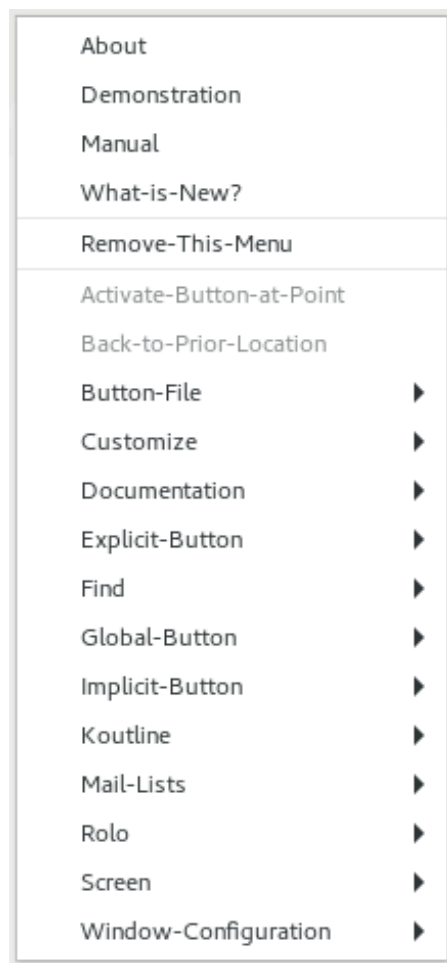 About
Demonstration
Manual
What-is-New?
Remove-This-Menu
Activate-Button-at-Point
Back-to-Prior-Location
Button-File
Customize
Documentation
Explicit-Button
Find
Global-Button
Implicit-Button
Koutline
Mail-Lists
Rolo
Screen
Window-Configuration